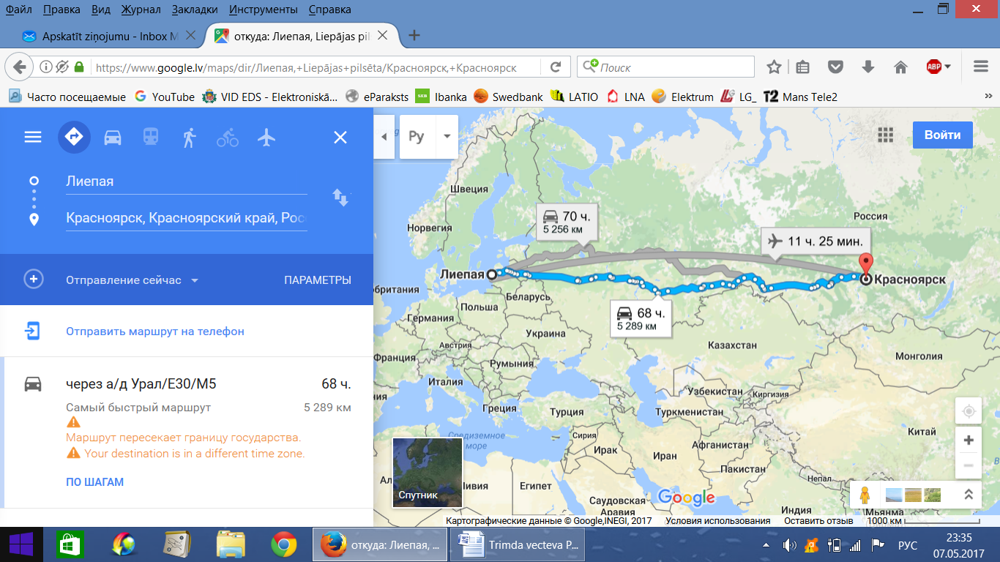 Файл Правка Вид Журнал Закладки Инструменты Справка
Apskatīt ziņojumu - Inbox
откуда: Лиепая, Liepājas pil
https://www.google.lv/maps/dir/Лиепая,+Liepājas+pilsēta/Красноярск,+Красноярск
Поиск
ABP
Часто посещаемые YouTube VID EDS - Elektroniskā... eParaksts Ibanka Swedbank LATIO LNA Elektrum LG_ T2 Mans Tele2 »
Лиепая
Красноярск, Красноярский край, Рос
Отправление сейчас ПАРАМЕТРЫ
Отправить маршрут на телефон
через а/д Урал/Е30/М5 68 ч.
Самый быстрый маршрут 5 289 км
Маршрут пересекает границу государства.
Your destination is in a different time zone.
ПО ШАГАМ
Ру
Войти
Швеция
Норвегия
Россия
70 ч.
5 256 км
11 ч. 25 мин.
Лиепая
Красноярск
Беларусь
Польша
68 ч.
5 289 км
Германия
Украина
Австрия
Казахстан
Франция
Румыния
Монголия
Италия
Узбекистан
Киргизия
Греция
Турция
Туркменистан
Китай
Средиземное
море
Сирия
Ирак
Иран
Афганистан
Пакистан
Непал
Египет
Саудовская
Аравия
Индия
Мьянма
Спутник
Google
Картографические данные © Google,INEGI, 2017 Условия использования Оставить отзыв 1000 км
откуда: Лиепая, ...
Trimda vecteva P...
РУС
23:35
07.05.2017